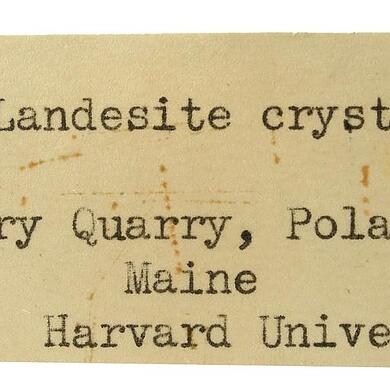 Landesite cryst
ry Quarry, Pola
Maine
Harvard Unive